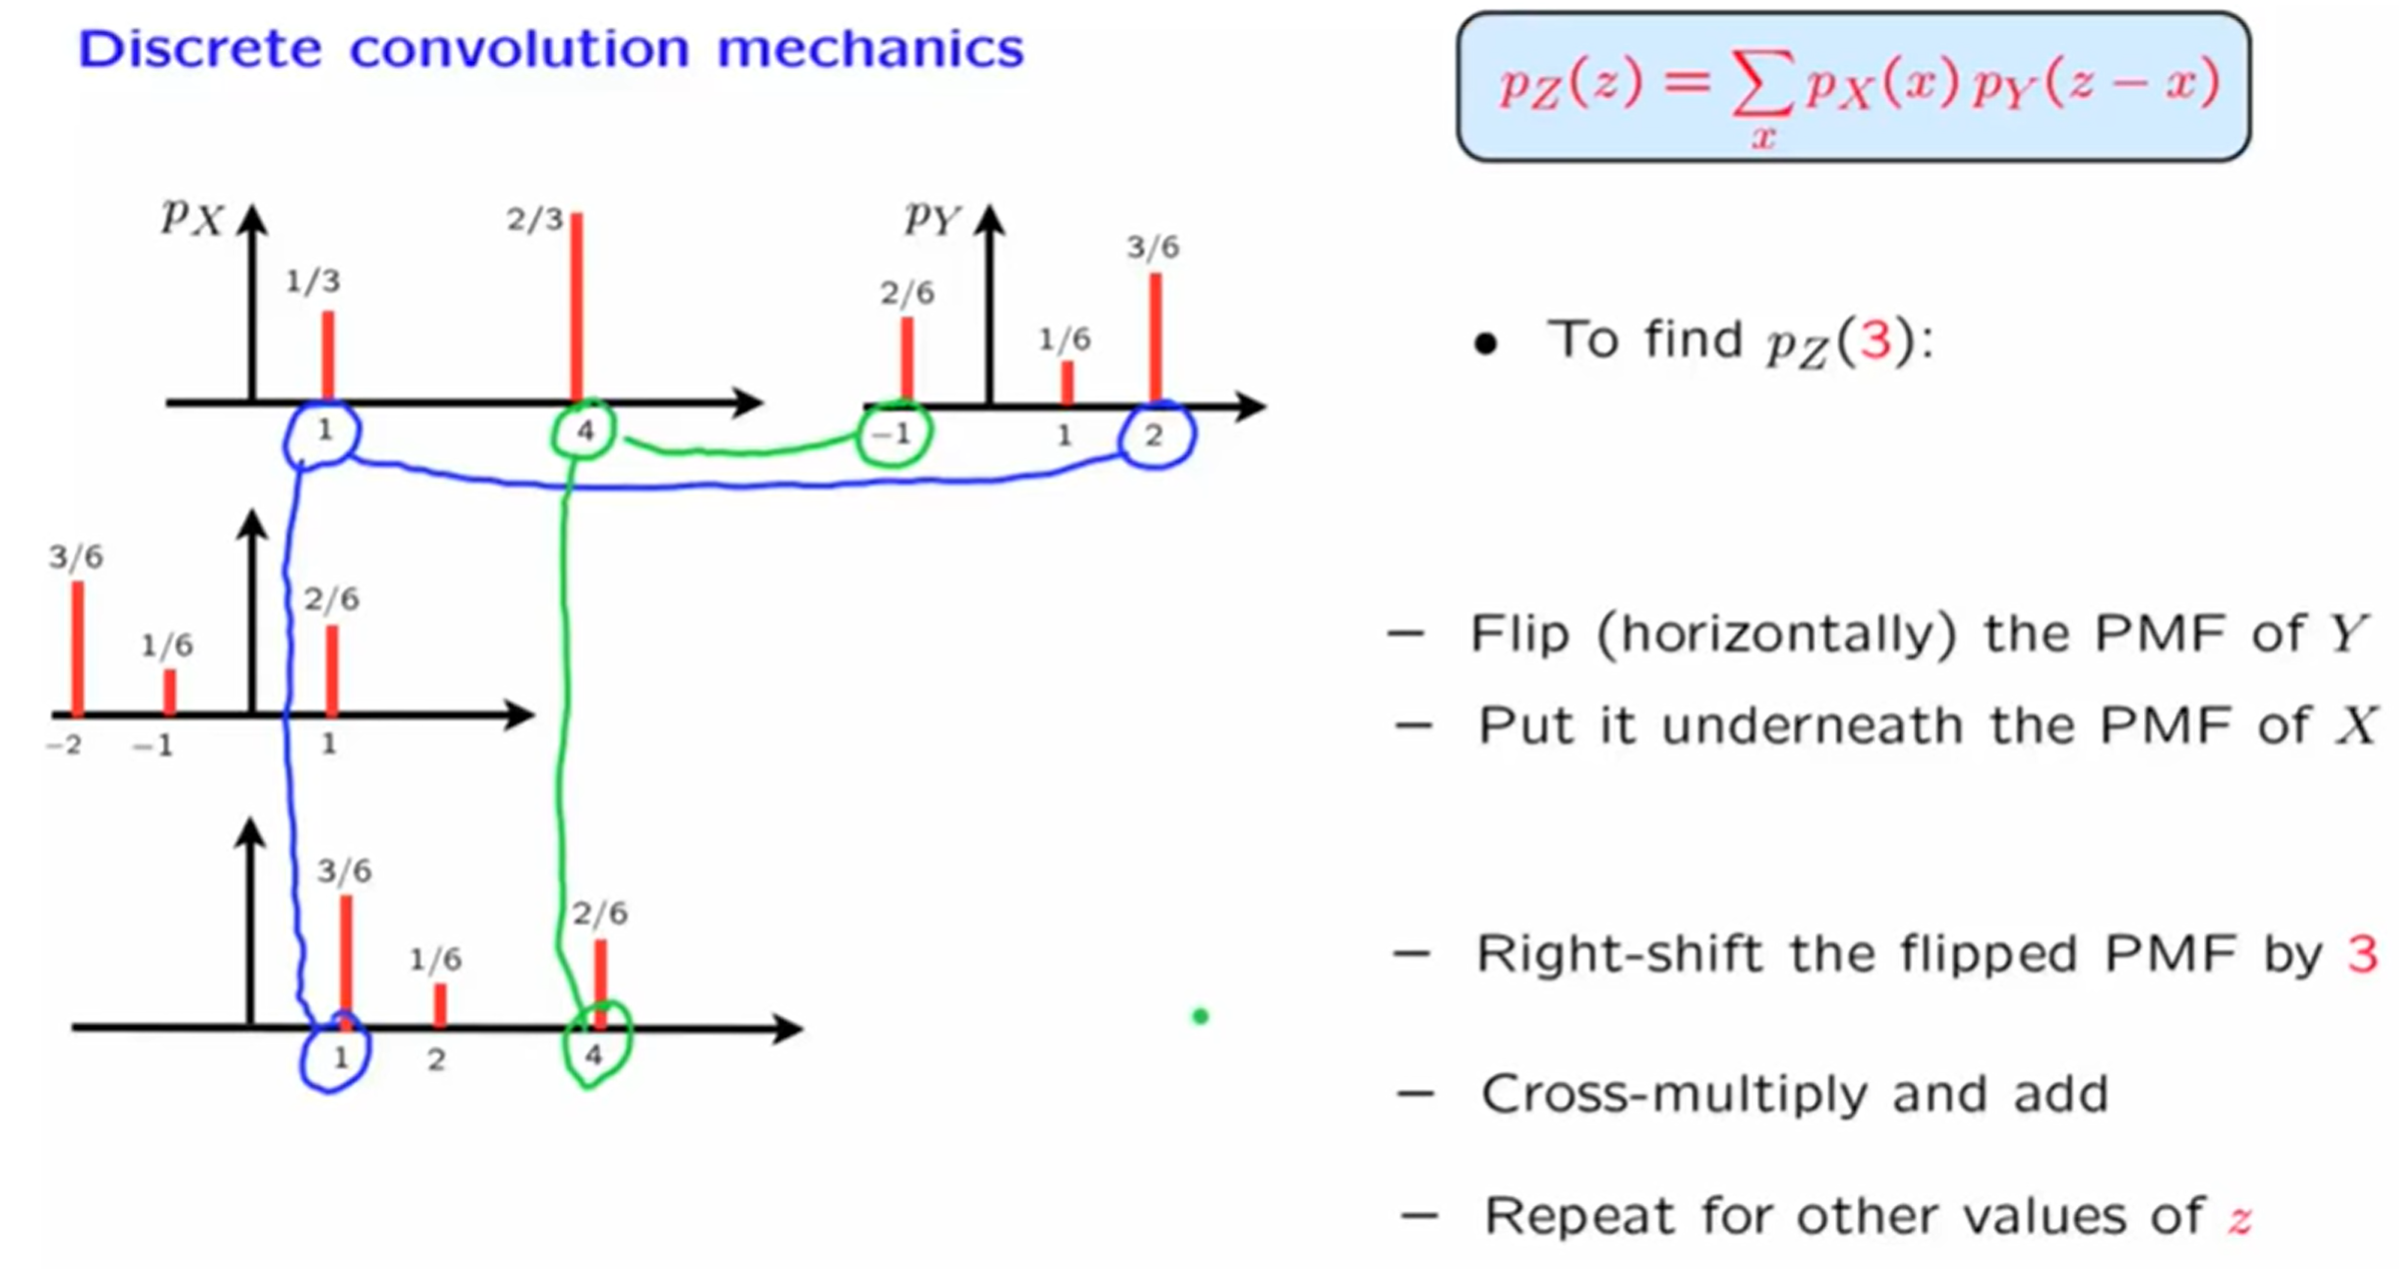 Discrete convolution mechanics
p_Z(z) = ∑_x p_X(x) p_Y(z − x)
p_X
1/3
2/3
1
4
p_Y
2/6
1/6
3/6
−1
1
2
• To find p_Z(3):
3/6
1/6
2/6
−2
−1
1
– Flip (horizontally) the PMF of Y
– Put it underneath the PMF of X
3/6
1/6
2/6
1
2
4
– Right-shift the flipped PMF by 3
– Cross-multiply and add
– Repeat for other values of z